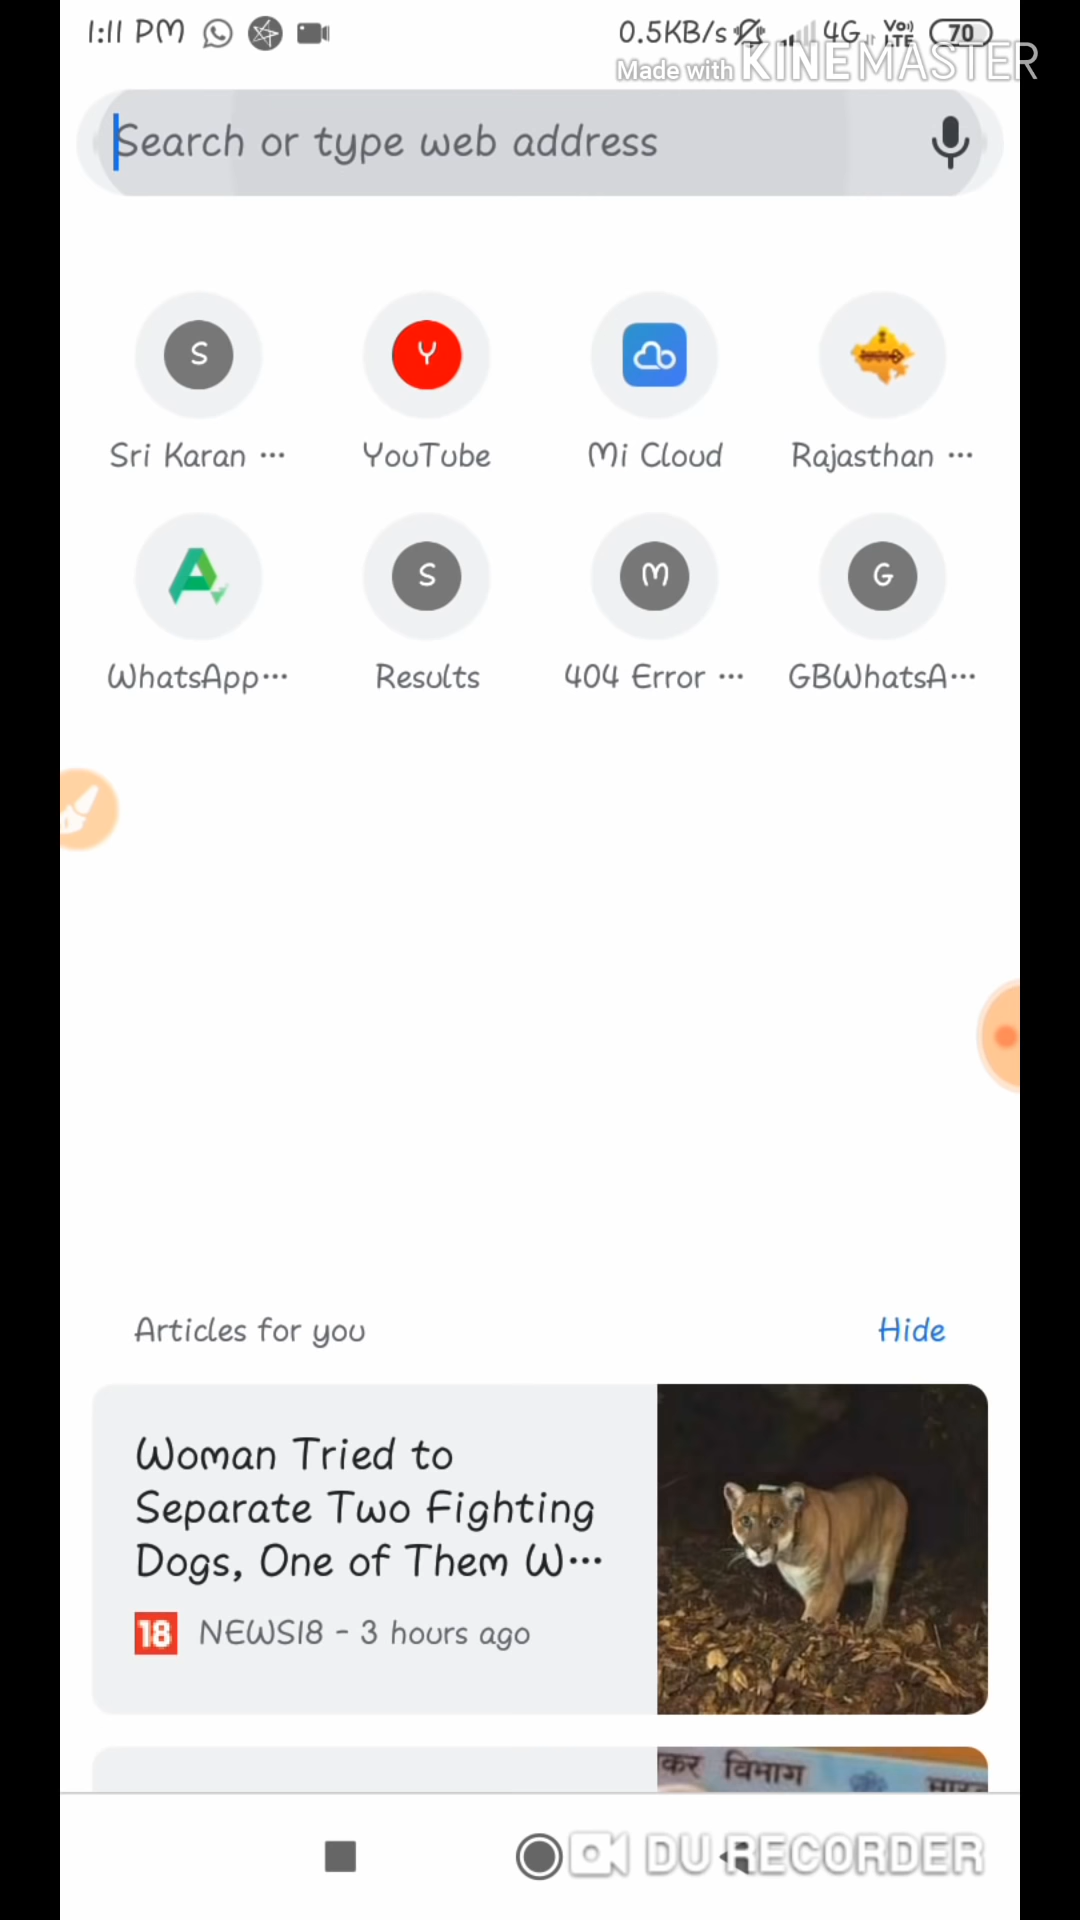 1:11 PM 0.5KB/s 4G Vo)) LTE 70
Made with KINEMASTER
Search or type web address
S Y
Sri Karan ... YouTube Mi Cloud Rajasthan ...
S M G
WhatsApp... Results 404 Error ... GBWhatsA...
Articles for you Hide
Woman Tried to
Separate Two Fighting
Dogs, One of Them W...
18 NEWS18 - 3 hours ago
कर विभाग
DU RECORDER